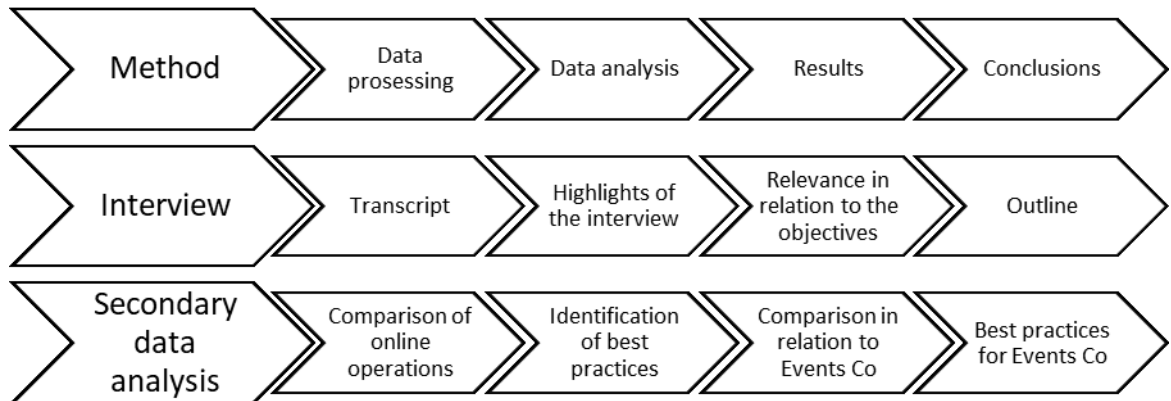 Method
Data
prosessing
Data analysis
Results
Conclusions
Interview
Transcript
Highlights of
the interview
Relevance in
relation to the
objectives
Outline
Secondary
data
analysis
Comparison of
online
operations
Identification
of best
practices
Comparison in
relation to
Events Co
Best practices
for Events Co